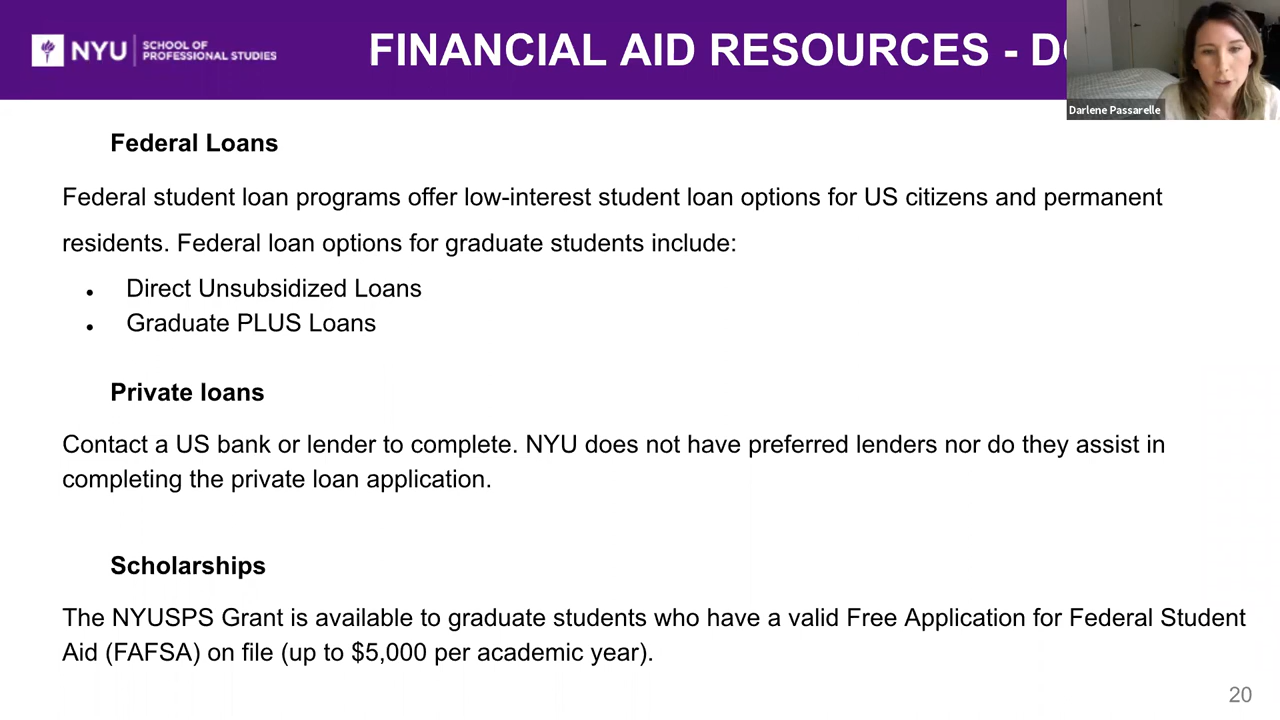 NYU
SCHOOL OF
PROFESSIONAL STUDIES
FINANCIAL AID RESOURCES -
Darlene Passarelle
Federal Loans
Federal student loan programs offer low-interest student loan options for US citizens and permanent
residents. Federal loan options for graduate students include:
• Direct Unsubsidized Loans
• Graduate PLUS Loans
Private loans
Contact a US bank or lender to complete. NYU does not have preferred lenders nor do they assist in
completing the private loan application.
Scholarships
The NYUSPS Grant is available to graduate students who have a valid Free Application for Federal Student
Aid (FAFSA) on file (up to $5,000 per academic year).
20